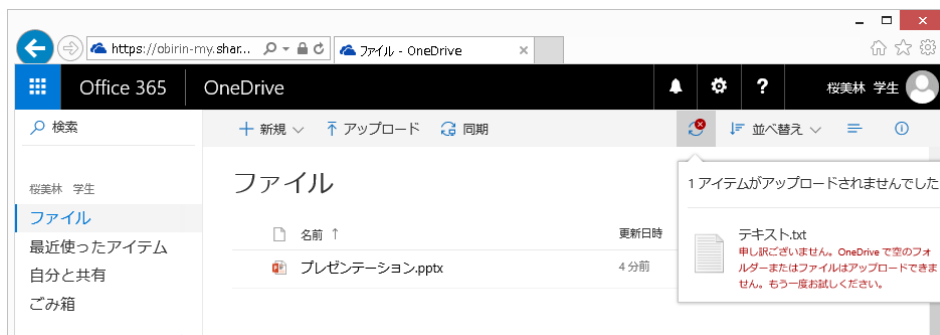 https://obirin-my.shar...
ファイル - OneDrive
Office 365
OneDrive
?
桜美林 学生
検索
新規
アップロード
同期
並べ替え
桜美林 学生
ファイル
最近使ったアイテム
自分と共有
ごみ箱
ファイル
名前 ↑
更新日時
プレゼンテーション.pptx
4 分前
1 アイテムがアップロードされませんでした
テキスト.txt
申し訳ございません。OneDrive で空のフォ
ルダーまたはファイルはアップロードできま
せん。もう一度お試しください。